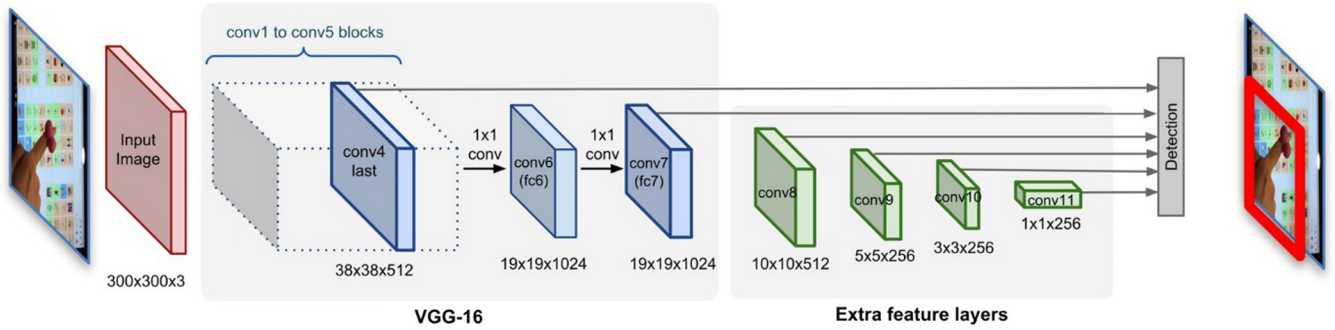 conv1 to conv5 blocks
Input
Image
300x300x3
conv4
last
38x38x512
1x1
conv
conv6
(fc6)
19x19x1024
1x1
conv
conv7
(fc7)
19x19x1024
VGG-16
conv8
10x10x512
conv9
5x5x256
conv10
3x3x256
conv11
1x1x256
Extra feature layers
Detection